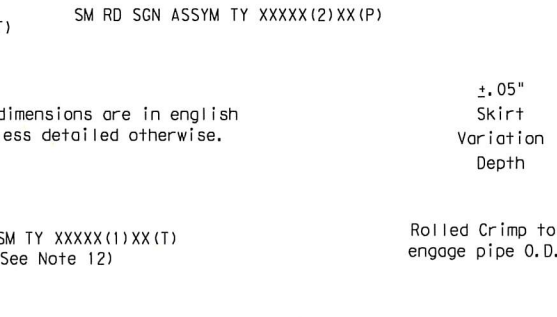 SM RD SGN ASSYM TY XXXXX(2)XX(P)
T)
±.05"
Skirt
Variation
Depth
dimensions are in english
ess detailed otherwise.
SM TY XXXXX(1)XX(T)
See Note 12)
Rolled Crimp to
engage pipe O.D.